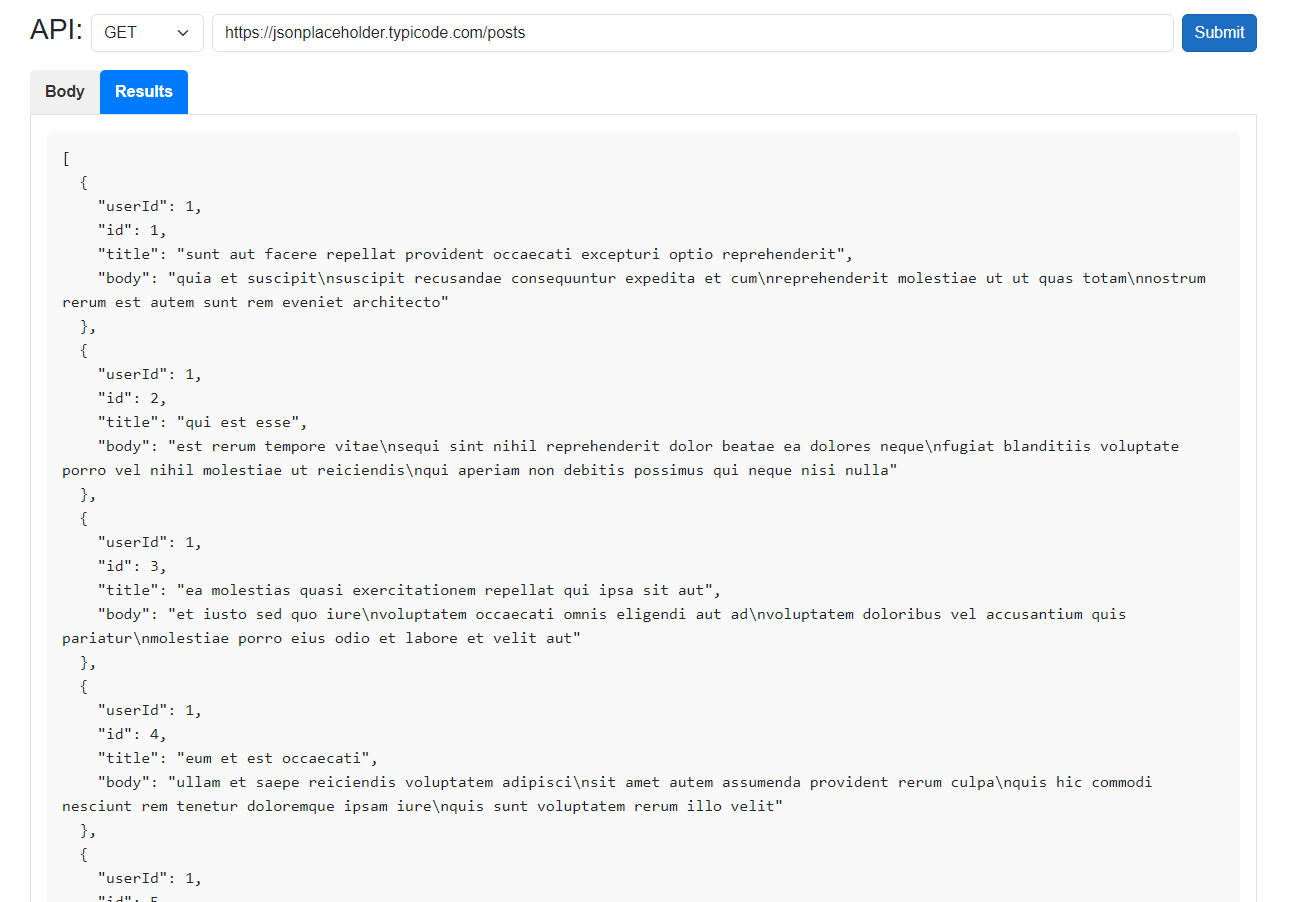 API: GET https://jsonplaceholder.typicode.com/posts Submit
Body Results
[
  {
    "userId": 1,
    "id": 1,
    "title": "sunt aut facere repellat provident occaecati excepturi optio reprehenderit",
    "body": "quia et suscipit\nsuscipit recusandae consequuntur expedita et cum\nreprehenderit molestiae ut ut quas totam\nnostrum
rerum est autem sunt rem eveniet architecto"
  },
  {
    "userId": 1,
    "id": 2,
    "title": "qui est esse",
    "body": "est rerum tempore vitae\nsequi sint nihil reprehenderit dolor beatae ea dolores neque\nfugiat blanditiis voluptate
porro vel nihil molestiae ut reiciendis\nqui aperiam non debitis possimus qui neque nisi nulla"
  },
  {
    "userId": 1,
    "id": 3,
    "title": "ea molestias quasi exercitationem repellat qui ipsa sit aut",
    "body": "et iusto sed quo iure\nvoluptatem occaecati omnis eligendi aut ad\nvoluptatem doloribus vel accusantium quis
pariatur\nmolestiae porro eius odio et labore et velit aut"
  },
  {
    "userId": 1,
    "id": 4,
    "title": "eum et est occaecati",
    "body": "ullam et saepe reiciendis voluptatem adipisci\nsit amet autem assumenda provident rerum culpa\nquis hic commodi
nesciunt rem tenetur doloremque ipsam iure\nquis sunt voluptatem rerum illo velit"
  },
  {
    "userId": 1,
    "id": 5